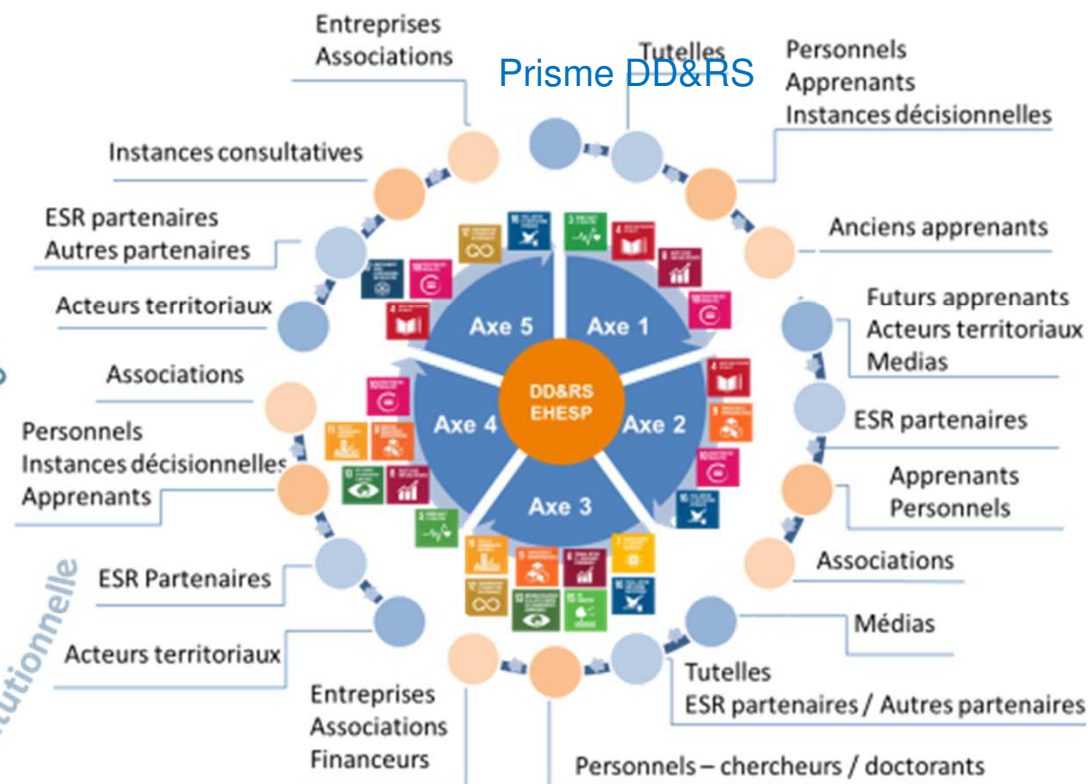 Entreprises
Associations
Tutelles
Prisme DD&RS
Personnels
Apprenants
Instances décisionnelles
Instances consultatives
ESR partenaires
Autres partenaires
Anciens apprenants
Acteurs territoriaux
Futurs apprenants
Acteurs territoriaux
Medias
Axe 5
Axe 1
Associations
DD&RS
EHESP
Axe 4
Axe 2
ESR partenaires
Personnels
Instances décisionnelles
Apprenants
Apprenants
Personnels
Axe 3
ESR Partenaires
Associations
Acteurs territoriaux
Médias
Entreprises
Associations
Financeurs
Tutelles
ESR partenaires / Autres partenaires
Personnels – chercheurs / doctorants